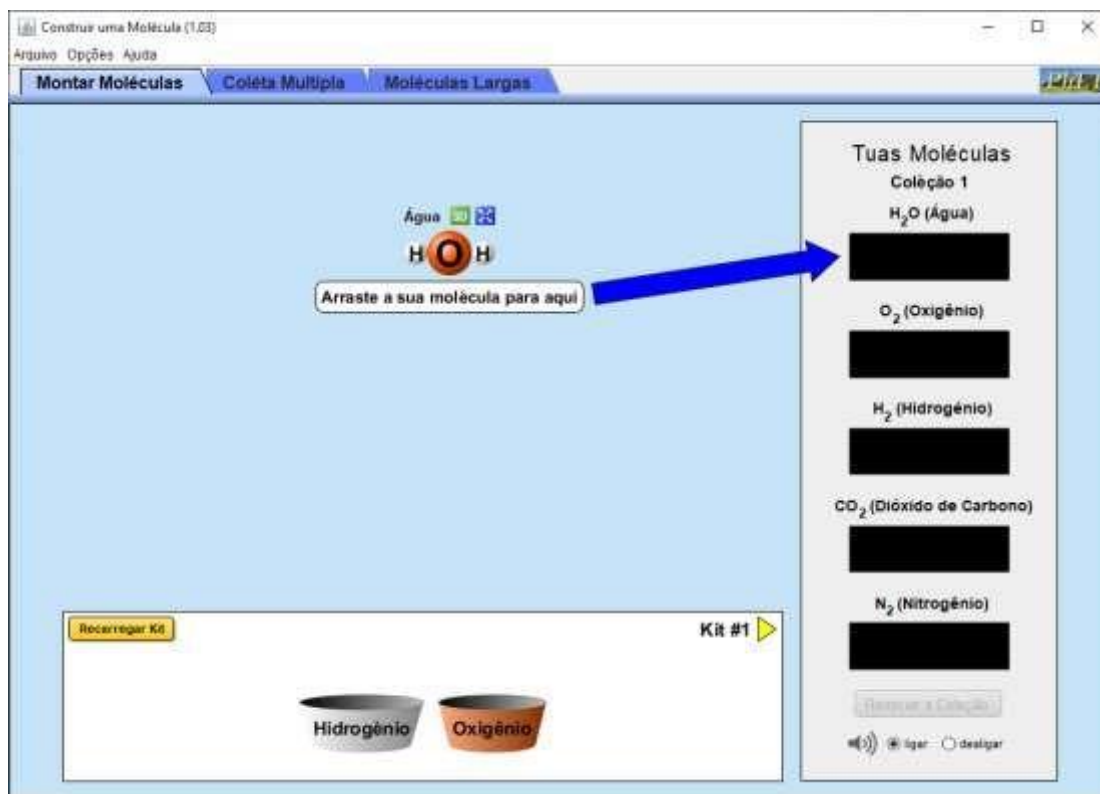 Construir uma Molécula (1.03)
Arquivo Opções Ajuda
Montar Moléculas Coléta Multipla Moléculas Largas
Tuas Moléculas
Coleção 1
H2O (Água)
Água 3D
H O H
Arraste a sua molécula para aqui
O2 (Oxigênio)
H2 (Hidrogénio)
CO2 (Dióxido de Carbono)
N2 (Nitrogênio)
Recarregar Kit
Kit #1
Hidrogênio Oxigênio
ligar desligar